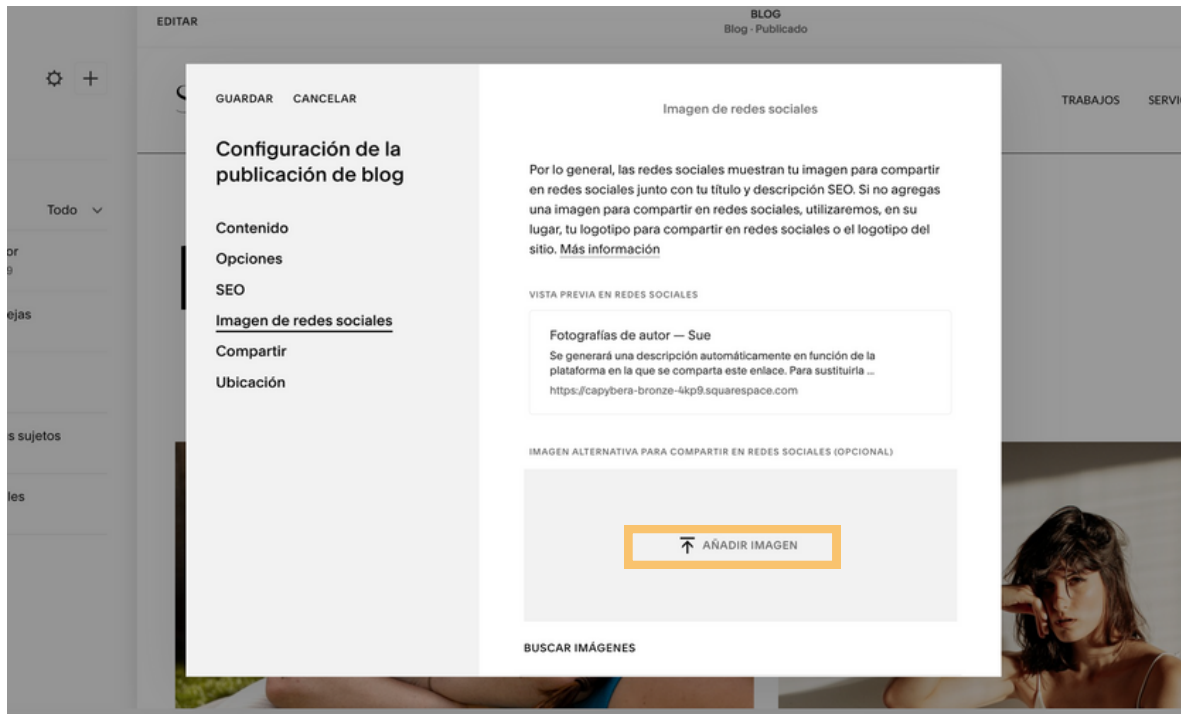 EDITAR
BLOG
Blog · Publicado
TRABAJOS SERVI
Todo
or
9
ejas
s sujetos
les
S
GUARDAR CANCELAR
Configuración de la
publicación de blog
Contenido
Opciones
SEO
Imagen de redes sociales
Compartir
Ubicación
Imagen de redes sociales
Por lo general, las redes sociales muestran tu imagen para compartir
en redes sociales junto con tu título y descripción SEO. Si no agregas
una imagen para compartir en redes sociales, utilizaremos, en su
lugar, tu logotipo para compartir en redes sociales o el logotipo del
sitio. Más información
VISTA PREVIA EN REDES SOCIALES
Fotografías de autor — Sue
Se generará una descripción automáticamente en función de la
plataforma en la que se comparta este enlace. Para sustituirla ...
https://capybera-bronze-4kp9.squarespace.com
IMAGEN ALTERNATIVA PARA COMPARTIR EN REDES SOCIALES (OPCIONAL)
AÑADIR IMAGEN
BUSCAR IMÁGENES